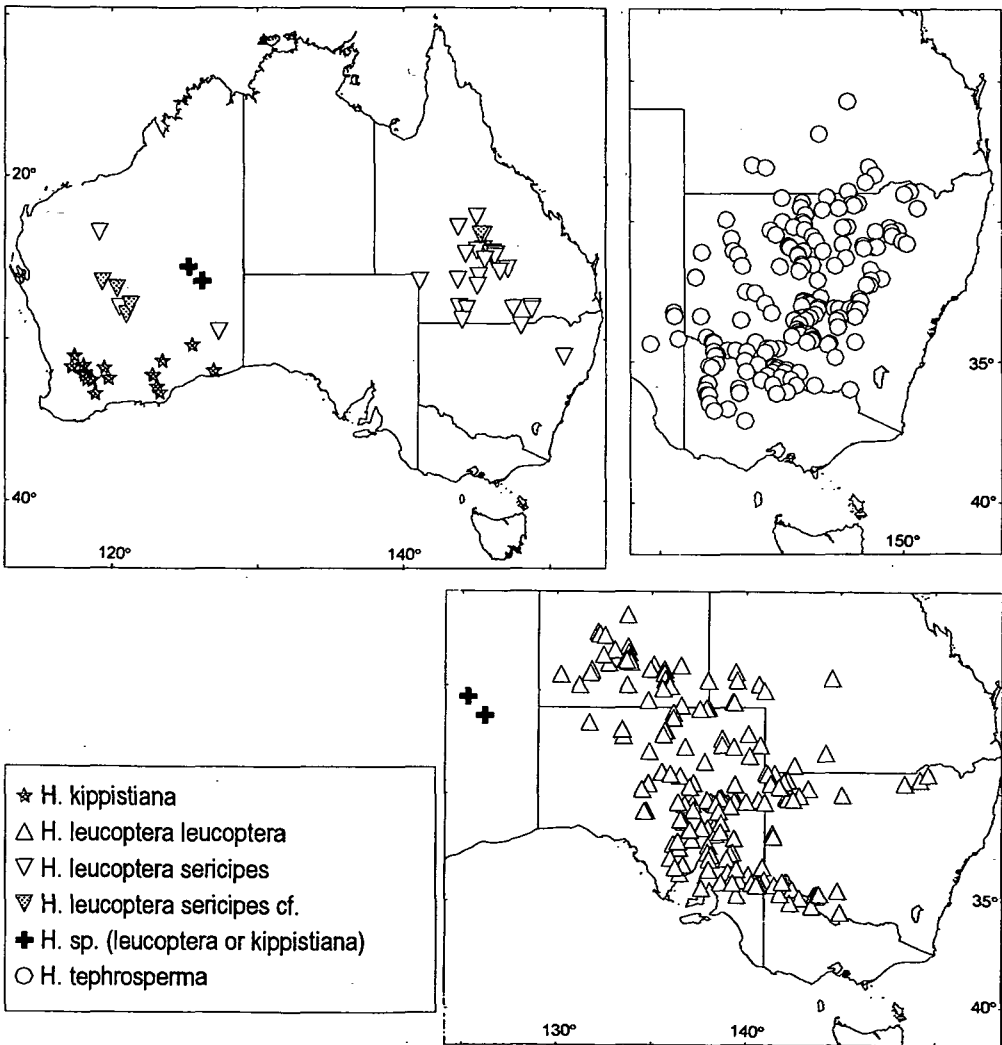 20°
40°
120°
140°
35°
40°
150°
35°
40°
130°
140°
H. kippistiana
H. leucoptera leucoptera
H. leucoptera sericipes
H. leucoptera sericipes cf.
H. sp. (leucoptera or kippistiana)
H. tephrosperma